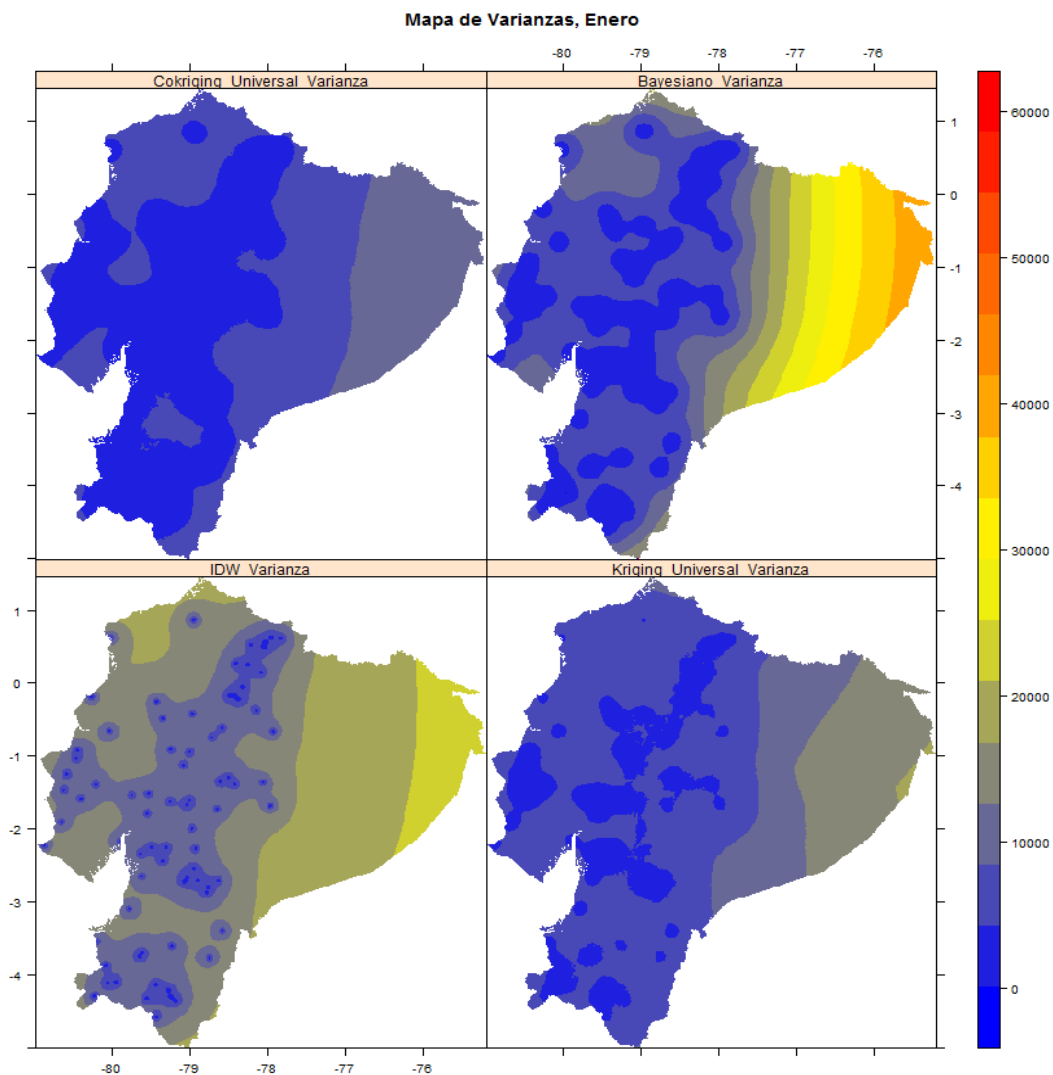 Mapa de Varianzas, Enero
-80 -79 -78 -77 -76
Cokriging Universal Varianza
Bayesiano Varianza
60000
50000
40000
30000
20000
10000
0
1
0
-1
-2
-3
-4
IDW Varianza
Kriging Universal Varianza
1
0
-1
-2
-3
-4
-80 -79 -78 -77 -76